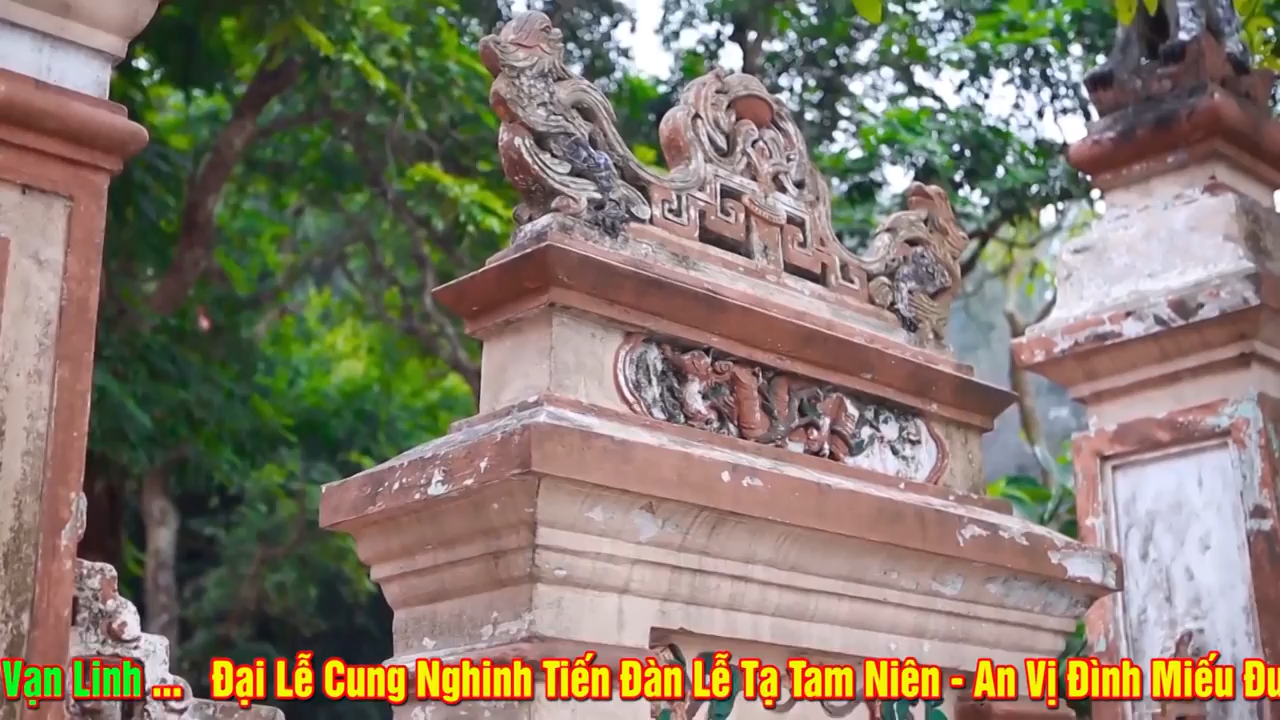 Vạn Linh ... Đại Lễ Cung Nghinh Tiến Đàn Lễ Tạ Tam Niên - An Vị Đình Miếu